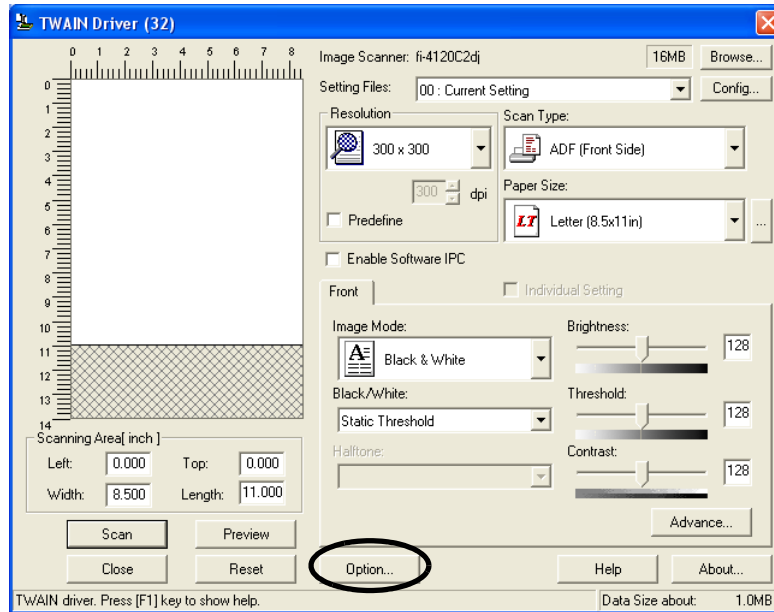 TWAIN Driver (32)
0 1 2 3 4 5 6 7 8
0
1
2
3
4
5
6
7
8
9
10
11
12
13
14
Image Scanner: fi-4120C2dj
16MB
Browse...
Setting Files:
00 : Current Setting
Config...
Resolution
300 x 300
300
dpi
Predefine
Scan Type:
ADF (Front Side)
Paper Size:
LT
Letter (8.5x11in)
...
Enable Software IPC
Front
Individual Setting
Image Mode:
A
Black & White
Black/White:
Static Threshold
Halftone:
Brightness:
128
Threshold:
128
Contrast:
128
Advance...
Scanning Area[ inch ]
Left: 0.000 Top: 0.000
Width: 8.500 Length: 11.000
Scan
Preview
Close
Reset
Option...
Help
About...
TWAIN driver. Press [F1] key to show help.
Data Size about: 1.0MB